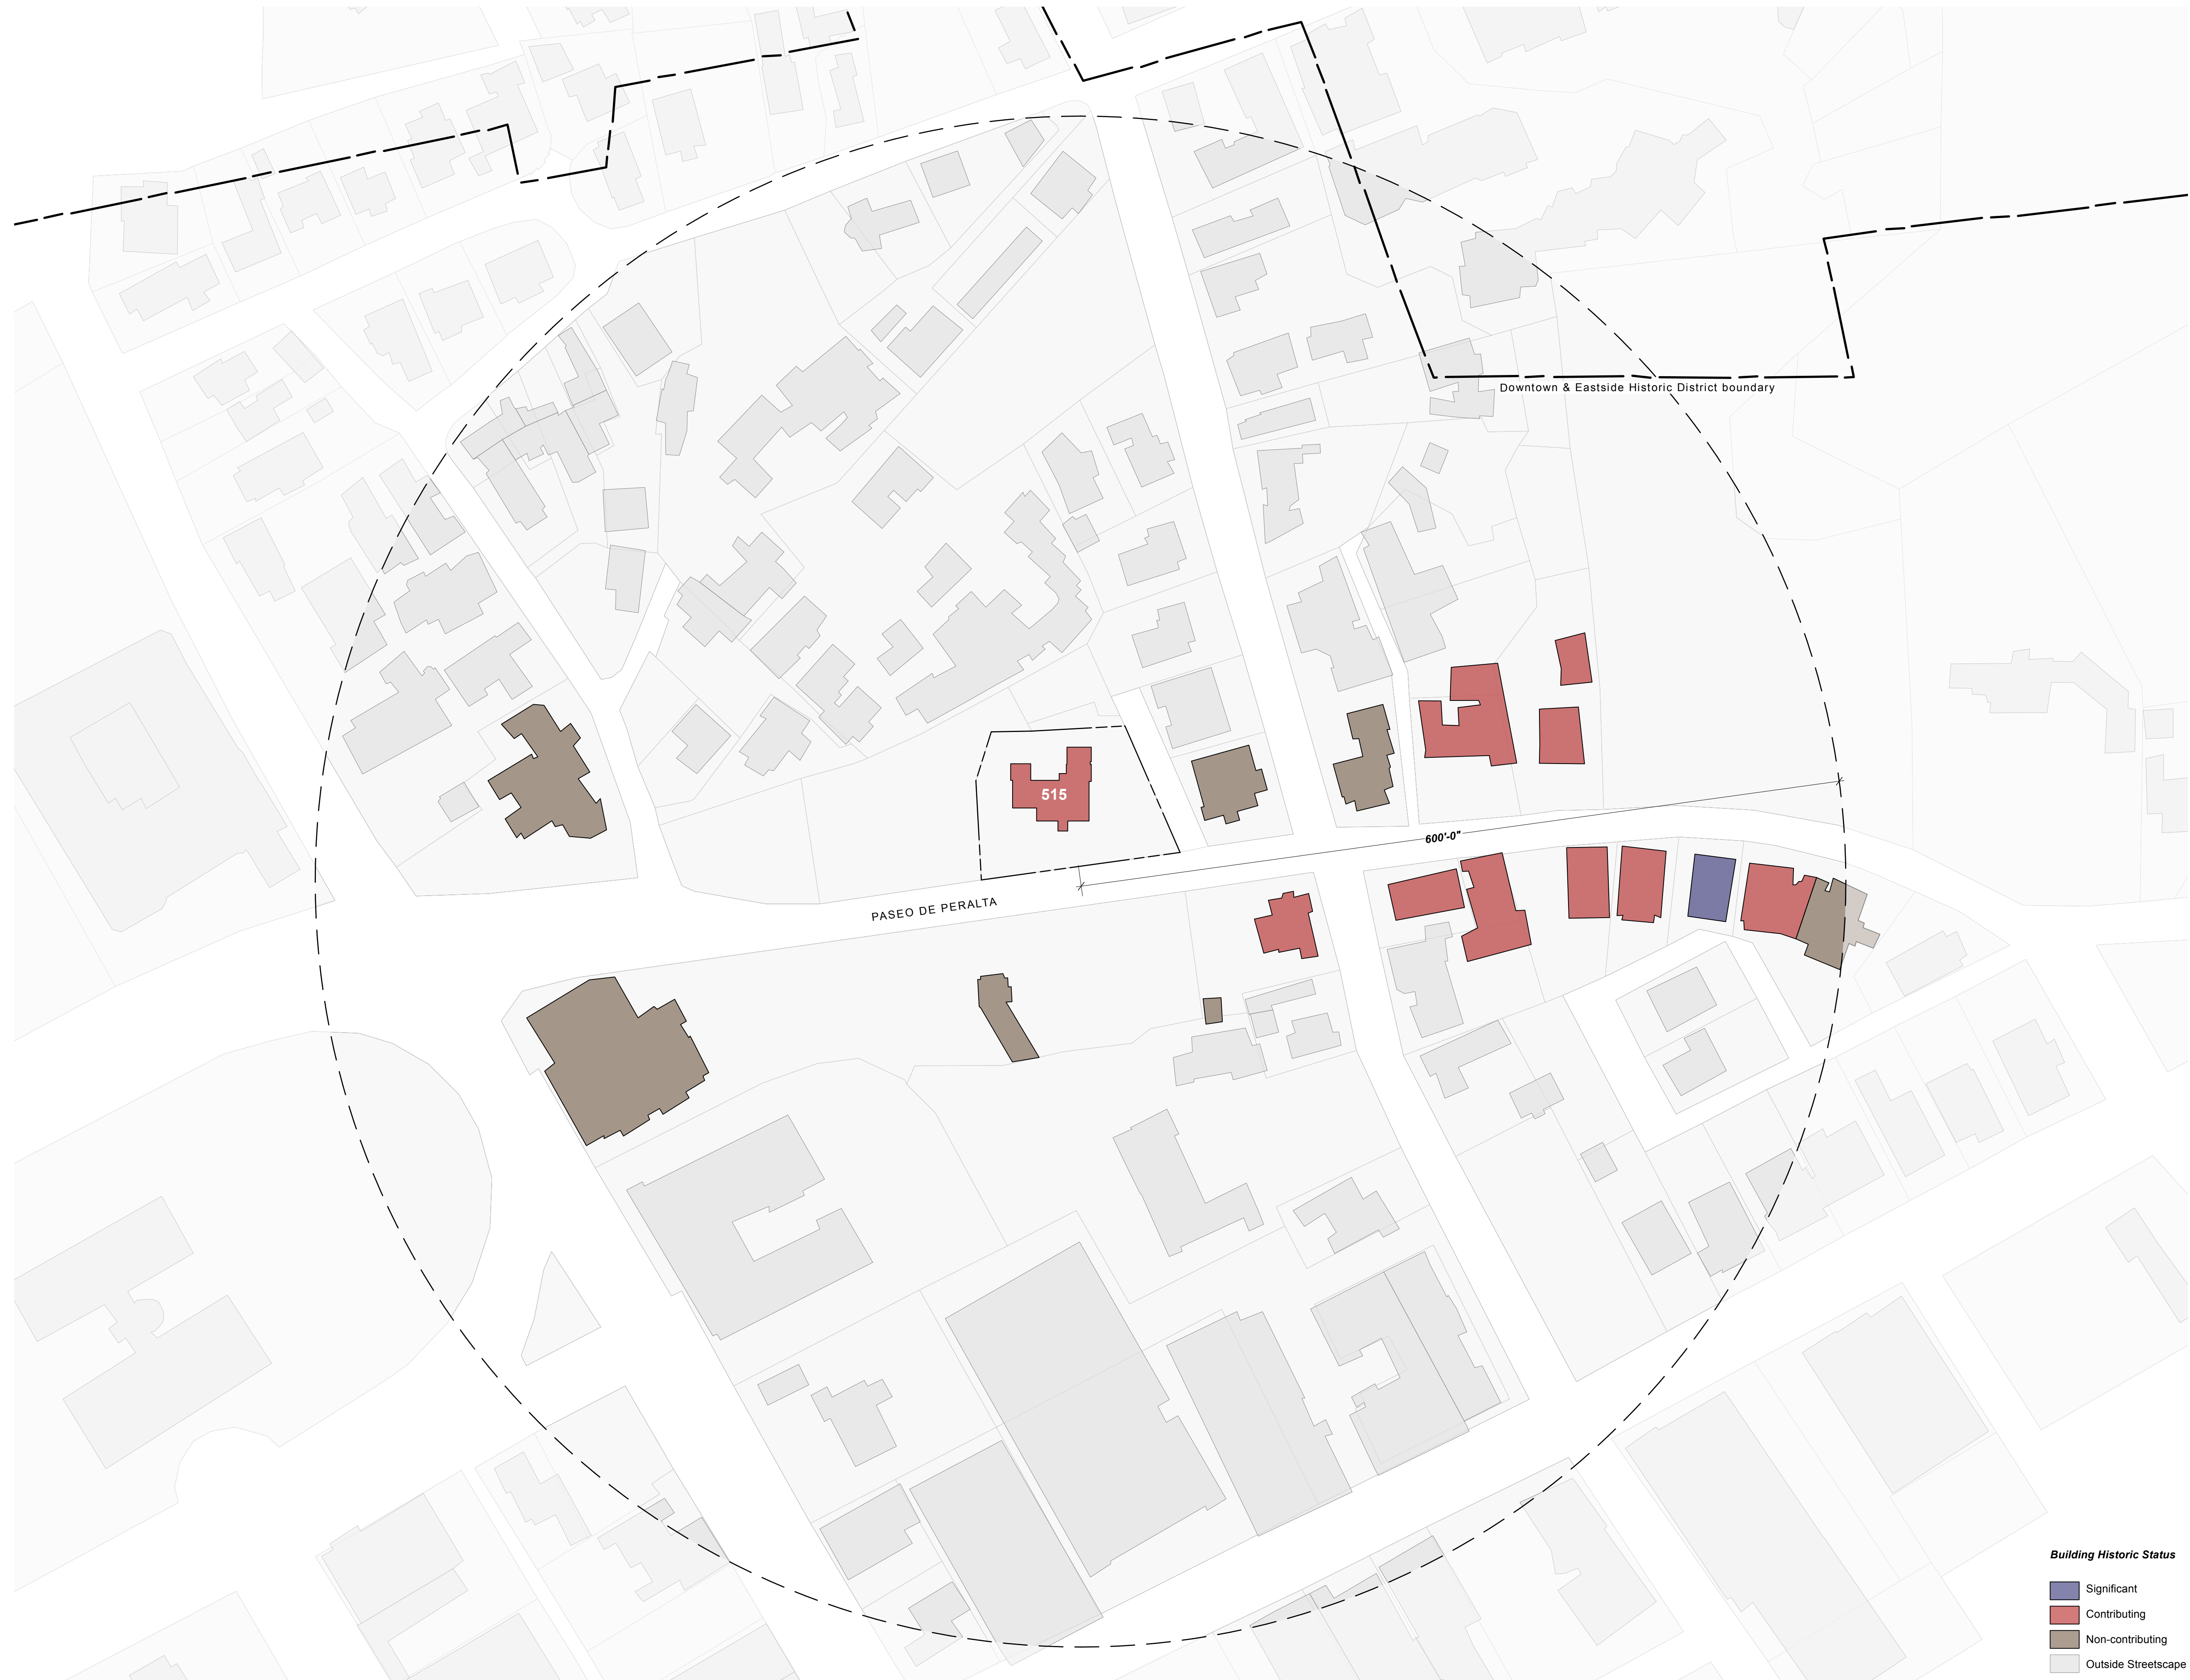 Downtown & Eastside Historic District boundary
515
600'-0"
PASEO DE PERALTA
Building Historic Status
Significant
Contributing
Non-contributing
Outside Streetscape